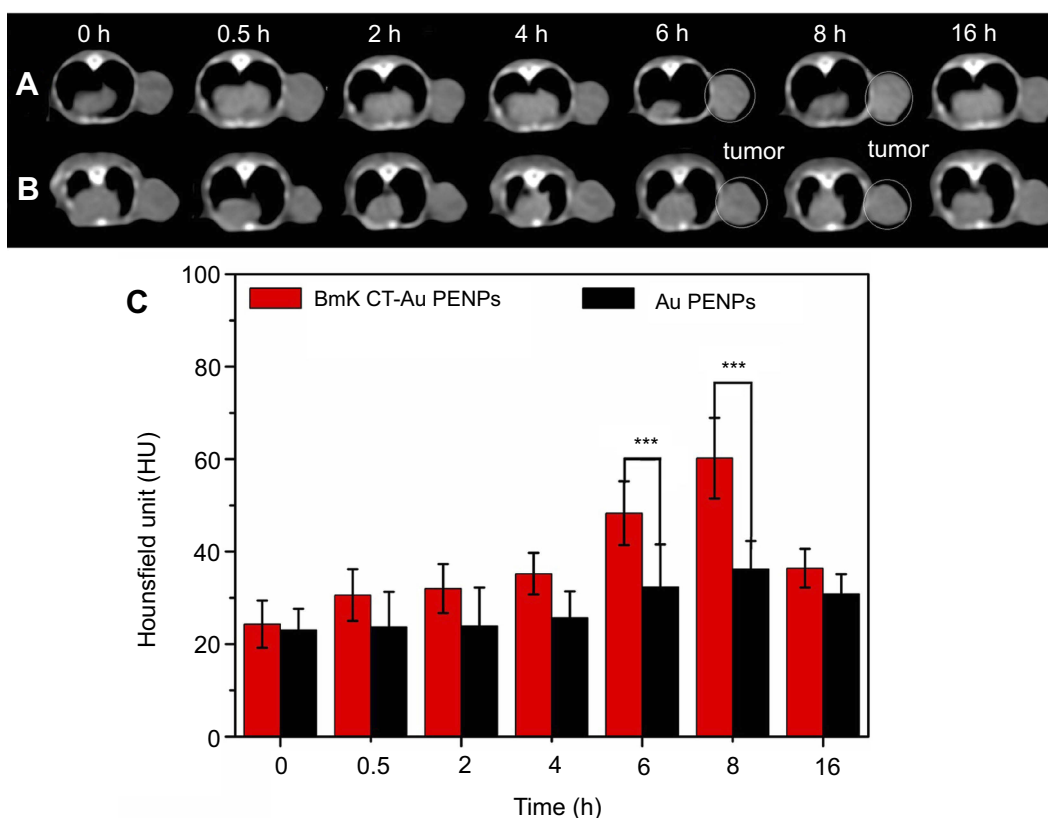 0 h 0.5 h 2 h 4 h 6 h 8 h 16 h
A
tumor tumor
B
C
BmK CT-Au PENPs Au PENPs
100
80
60
40
20
0
Hounsfield unit (HU)
*** ***
0 0.5 2 4 6 8 16
Time (h)